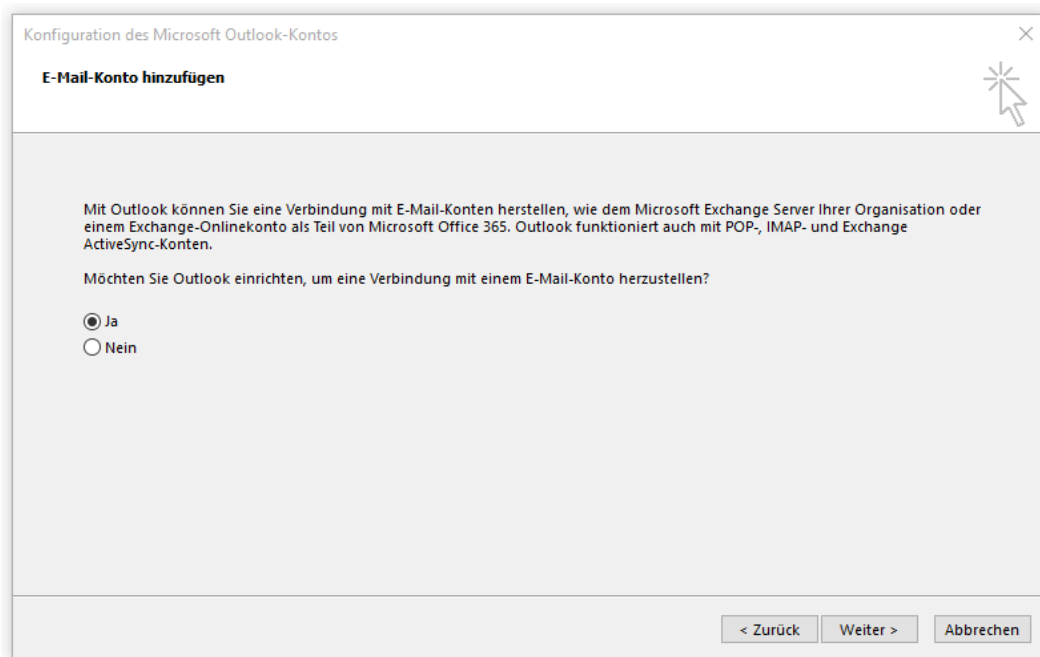 Konfiguration des Microsoft Outlook-Kontos
E-Mail-Konto hinzufügen
Mit Outlook können Sie eine Verbindung mit E-Mail-Konten herstellen, wie dem Microsoft Exchange Server Ihrer Organisation oder
einem Exchange-Onlinekonto als Teil von Microsoft Office 365. Outlook funktioniert auch mit POP-, IMAP- und Exchange
ActiveSync-Konten.
Möchten Sie Outlook einrichten, um eine Verbindung mit einem E-Mail-Konto herzustellen?
Ja
Nein
< Zurück Weiter > Abbrechen